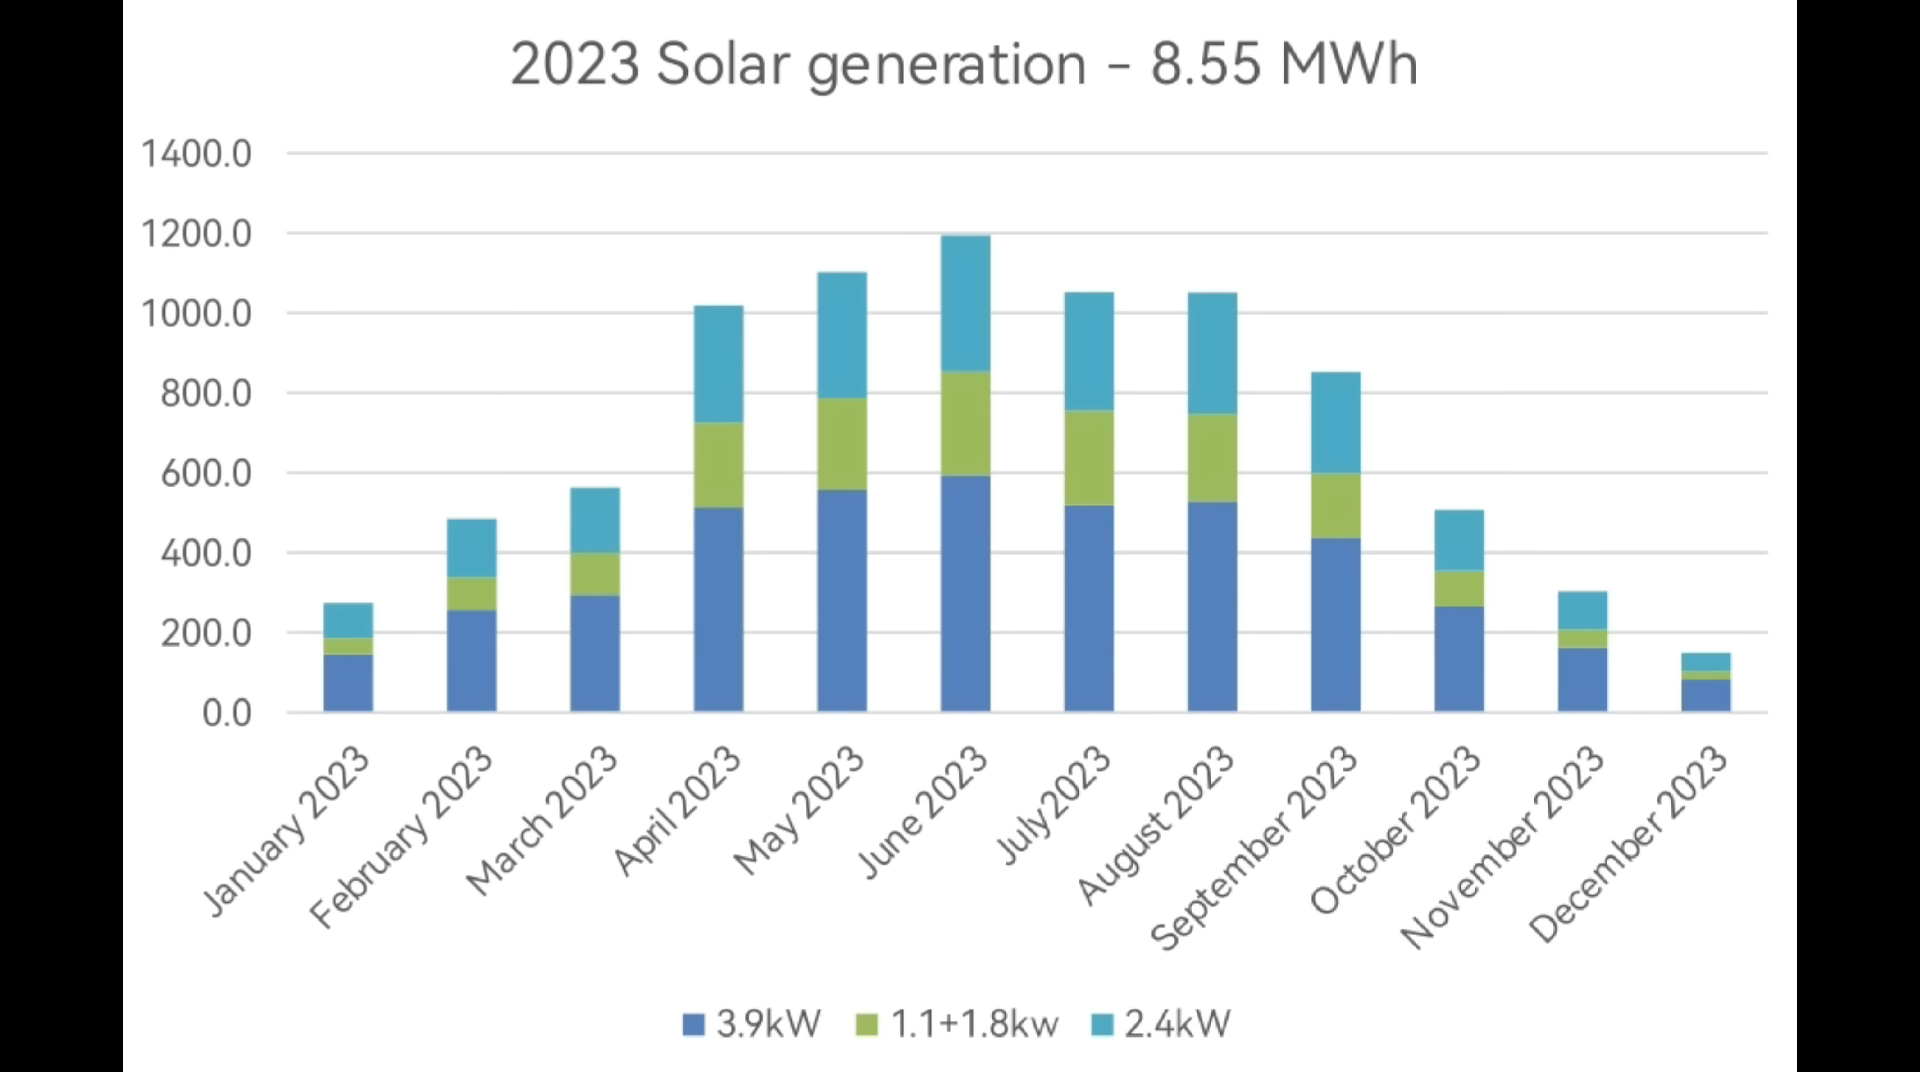 2023 Solar generation - 8.55 MWh
1400.0
1200.0
1000.0
800.0
600.0
400.0
200.0
0.0
January 2023
February 2023
March 2023
April 2023
May 2023
June 2023
July2023
August 2023
September 2023
October 2023
November 2023
December 2023
3.9kW 1.1+1.8kw 2.4kW